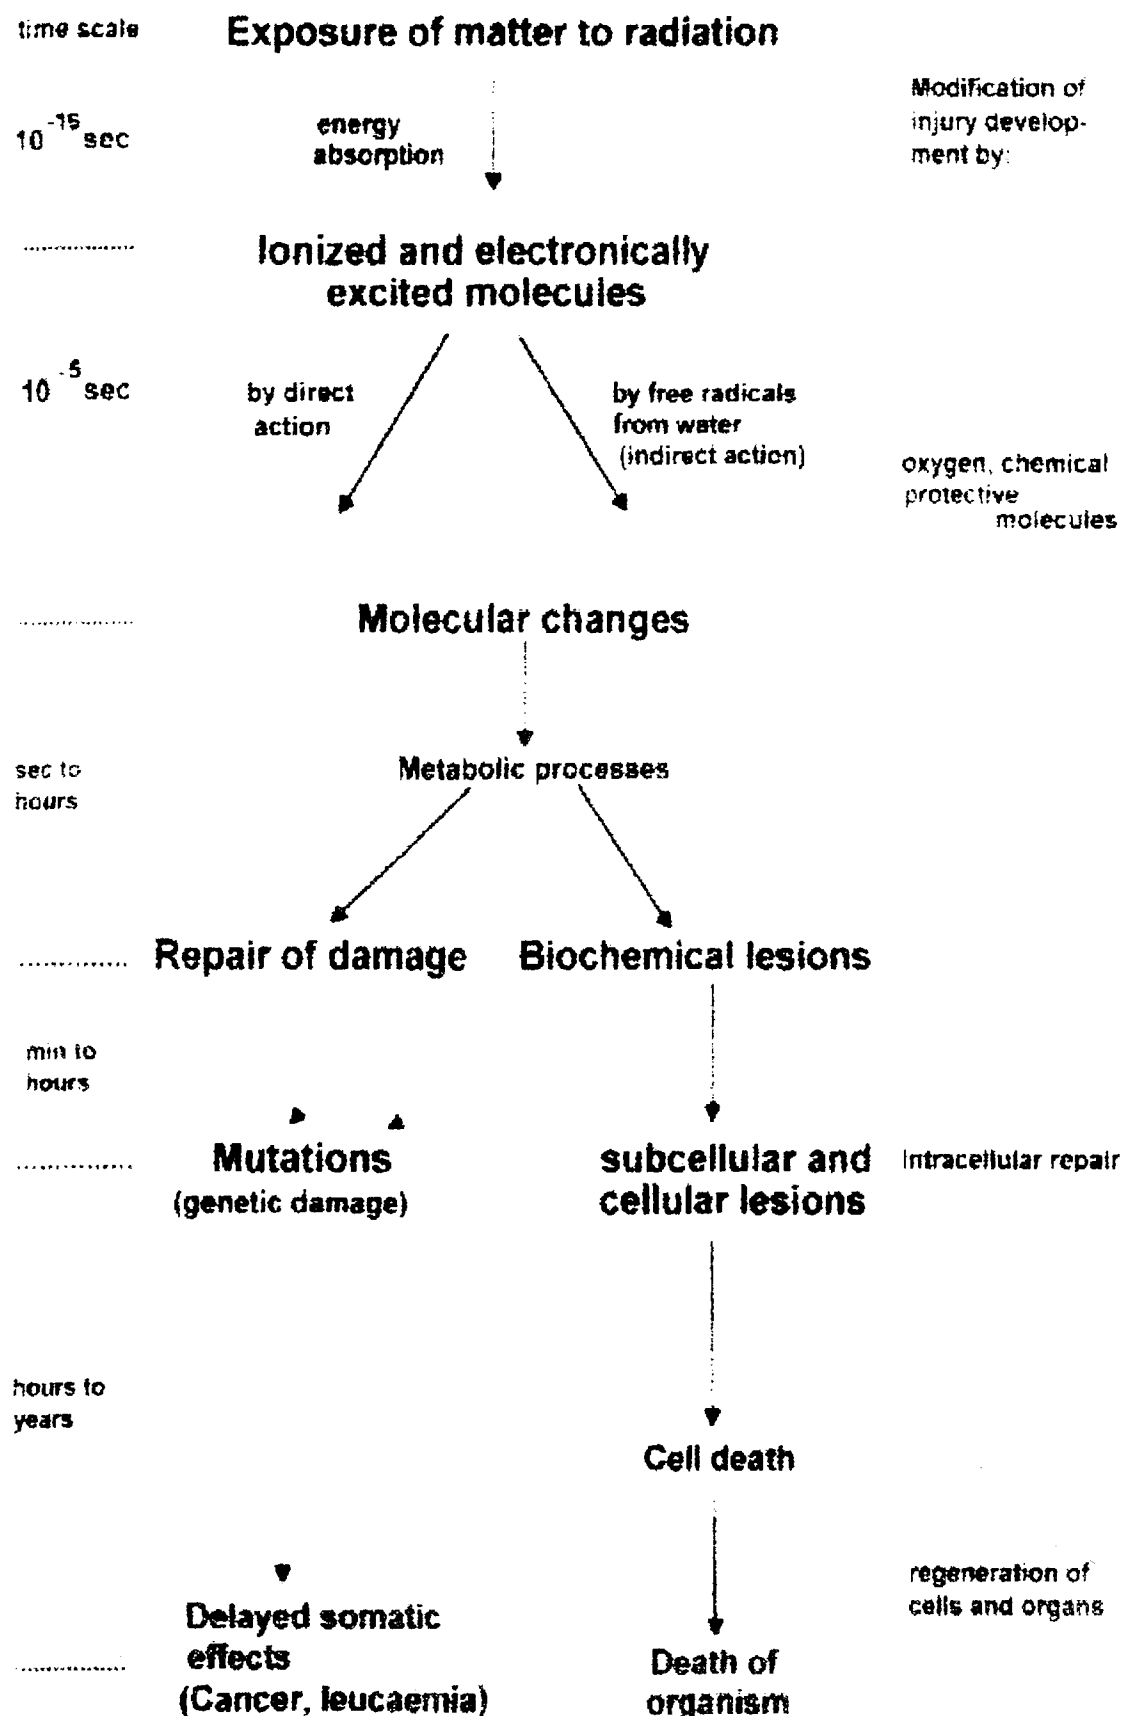 time scale
Exposure of matter to radiation
Modification of
injury develop-
ment by:
10^-15 sec
energy
absorption
Ionized and electronically
excited molecules
10^-5 sec
by direct
action
by free radicals
from water
(indirect action)
oxygen, chemical
protective
molecules
Molecular changes
sec to
hours
Metabolic processes
Repair of damage
Biochemical lesions
min to
hours
Mutations
(genetic damage)
subcellular and
cellular lesions
Intracellular repair
hours to
years
Cell death
regeneration of
cells and organs
Delayed somatic
effects
(Cancer, leucaemia)
Death of
organism